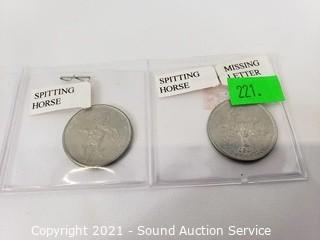 SPITTING
HORSE
SPITTING
HORSE
MISSING
LETTER
221.
Copyright 2021 - Sound Auction Service